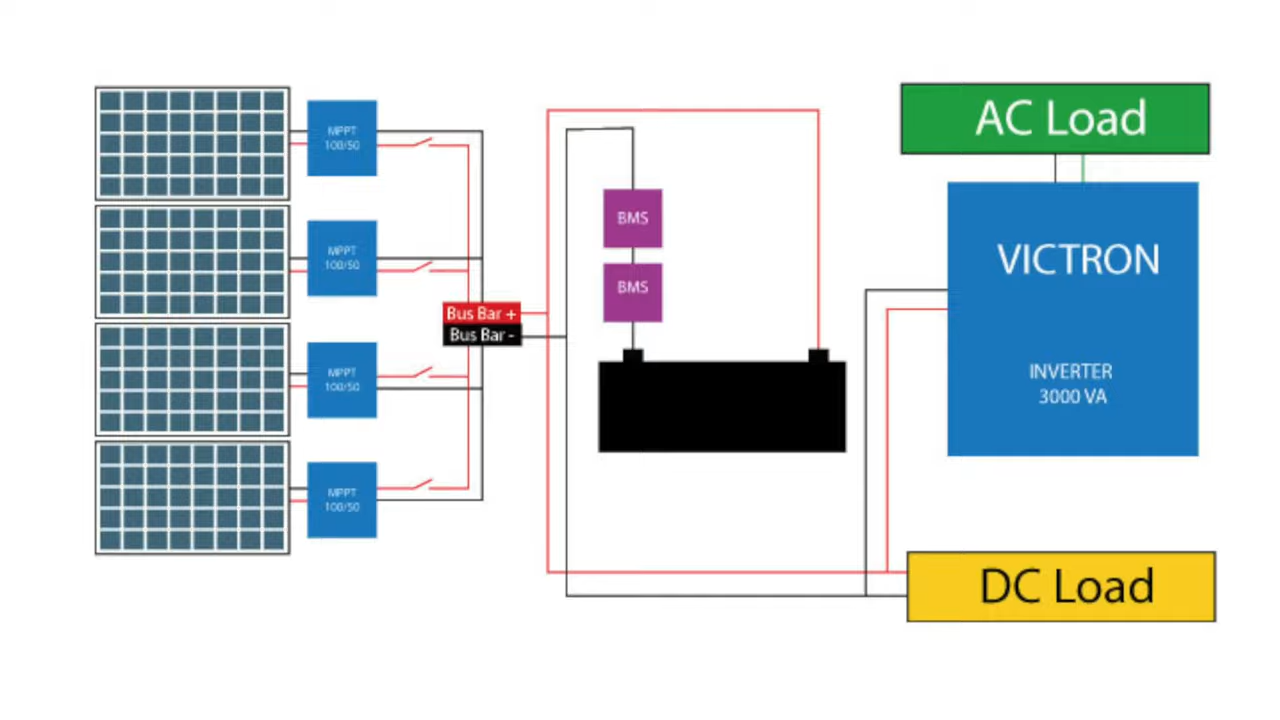 MPPT
100/50
MPPT
100/50
MPPT
100/50
MPPT
100/50
Bus Bar +
Bus Bar -
BMS
BMS
AC Load
VICTRON
INVERTER
3000 VA
DC Load